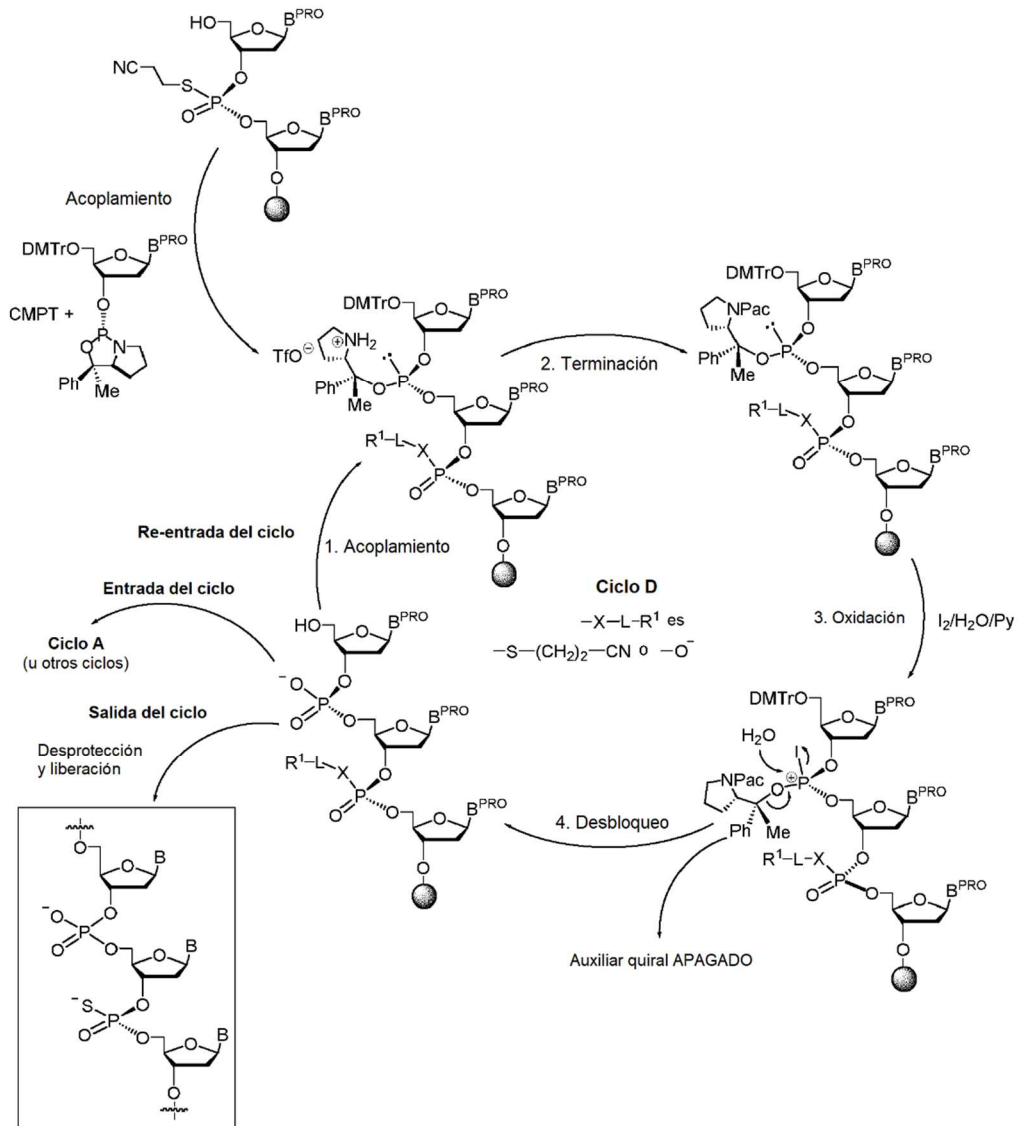 HO
O
B^PRO
NC
S
O
P
O
O
O
B^PRO
O
Acoplamiento
DMTrO
O
B^PRO
O
CMPT +
P
O
N
Ph
Me
DMTrO
O
B^PRO
NH2
⊕
TfO⊖
Ph
Me
O
P
O
O
O
B^PRO
R¹–L
X
O
P
O
O
O
B^PRO
O
2. Terminación
DMTrO
O
B^PRO
NPac
Ph
Me
O
P
O
O
O
B^PRO
R¹–L
X
O
P
O
O
O
B^PRO
O
Re-entrada del ciclo
1. Acoplamiento
Entrada del ciclo
Ciclo A
(u otros ciclos)
Salida del ciclo
Desprotección
y liberación
Ciclo D
–X–L–R¹ es
–S–(CH2)2–CN o –O⁻
3. Oxidación
I2/H2O/Py
HO
O
B^PRO
⁻O
O
P
O
O
O
B^PRO
R¹–L
X
O
P
O
O
O
B^PRO
O
DMTrO
O
B^PRO
H2O
I
⊕
NPac
O
P
O
O
O
B^PRO
Ph
Me
R¹–L–X
O
P
O
O
O
B^PRO
O
4. Desbloqueo
Auxiliar quiral APAGADO
O
O
B
⁻O
O
P
O
O
O
B
⁻S
O
P
O
O
O
B
O